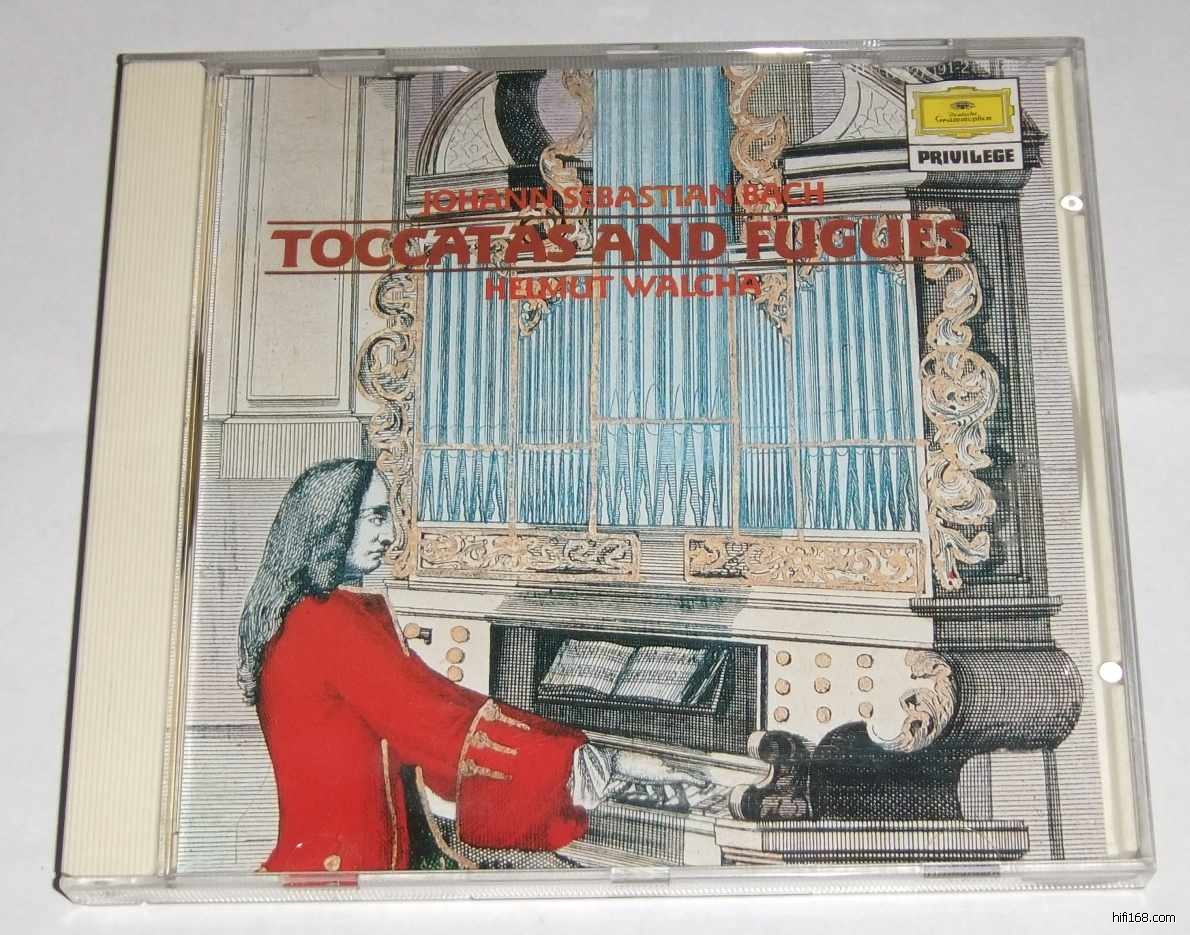 Deutsche
Grammophon
PRIVILEGE
JOHANN SEBASTIAN BACH
TOCCATAS AND FUGUES
HELMUT WALCHA
hifi168.com